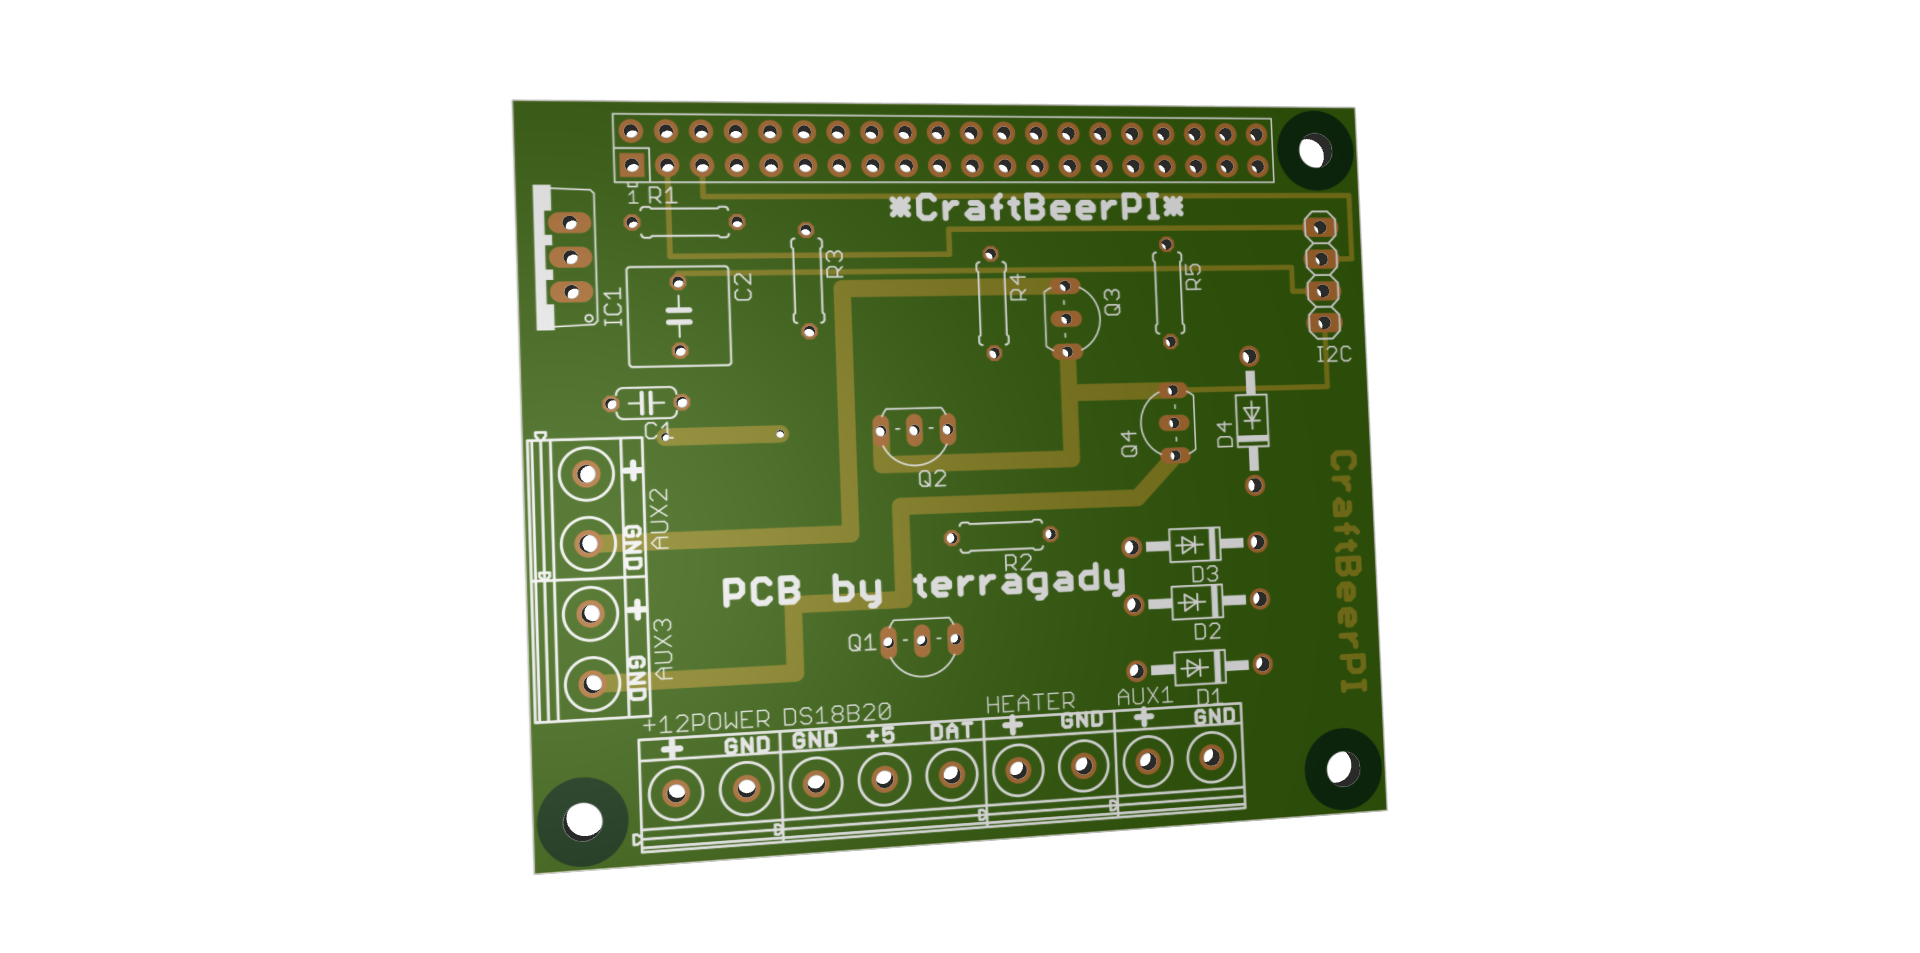 1 R1
*CraftBeerPI*
R3
C2
IC1
R4
Q3
R5
I2C
C1
Q2
Q4
D4
+
GND
AUX2
+
GND
AUX3
R2
PCB by terragady
Q1
D3
D2
D1
CraftBeerPI
+12POWER DS18B20 HEATER AUX1
+ GND GND +5 DAT + GND + GND